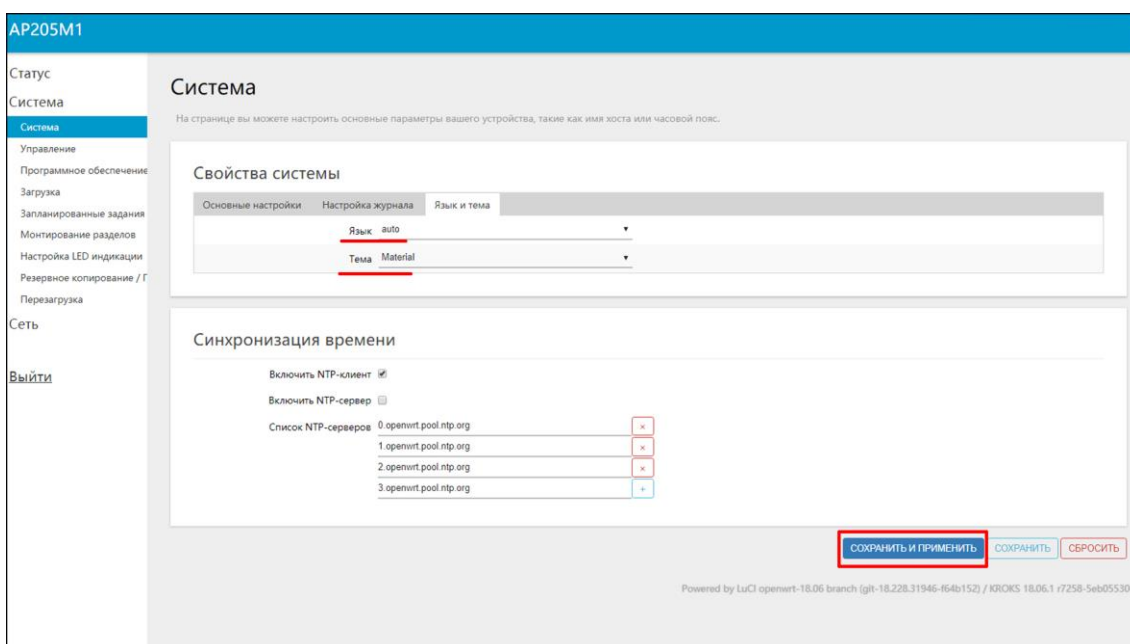 AP205M1
Статус
Система
Система
Управление
Программное обеспечение
Загрузка
Запланированные задания
Монтирование разделов
Настройка LED индикации
Резервное копирование / П
Перезагрузка
Сеть
Выйти
Система
На странице вы можете настроить основные параметры вашего устройства, такие как имя хоста или часовой пояс.
Свойства системы
Основные настройки Настройка журнала Язык и тема
Язык auto
Тема Material
Синхронизация времени
Включить NTP-клиент
Включить NTP-сервер
Список NTP-серверов 0.openwrt.pool.ntp.org ×
1.openwrt.pool.ntp.org ×
2.openwrt.pool.ntp.org ×
3.openwrt.pool.ntp.org +
СОХРАНИТЬ И ПРИМЕНИТЬ СОХРАНИТЬ СБРОСИТЬ
Powered by LuCI openwrt-18.06 branch (git-18.228.31946-f64b152) / KROKS 18.06.1 r7258-5eb05530